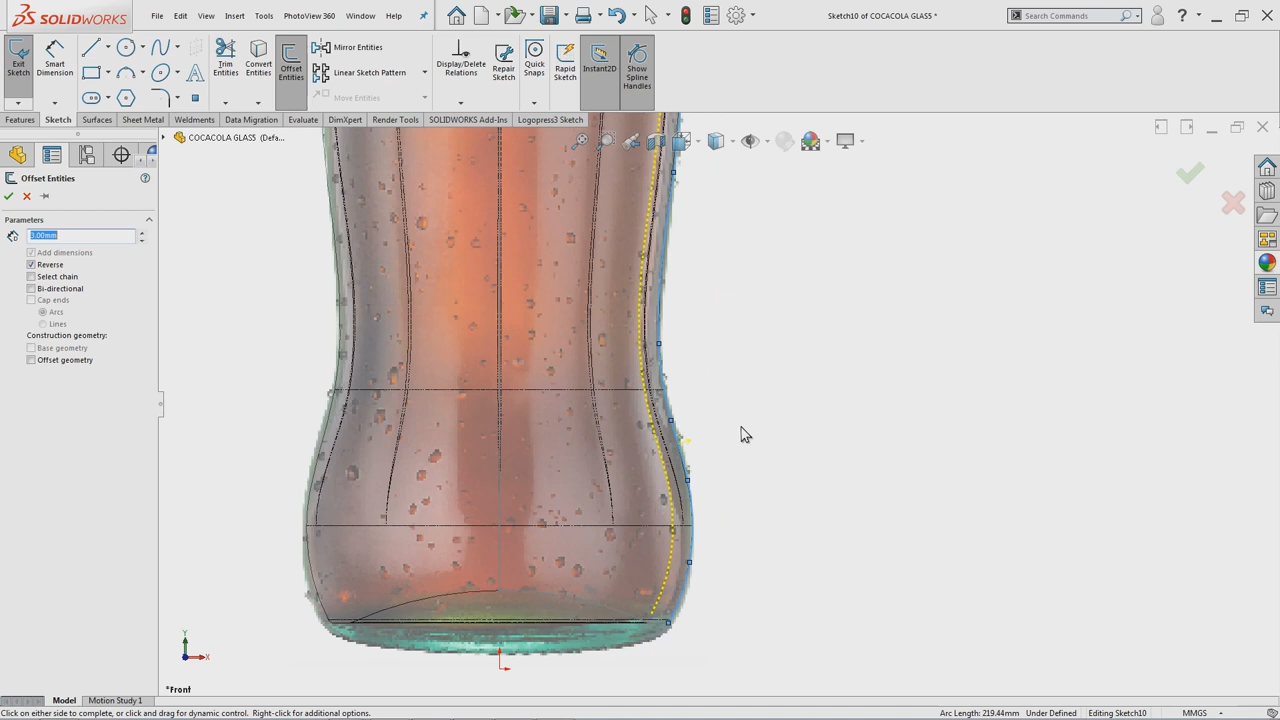 SOLIDWORKS
File Edit View Insert Tools PhotoView 360 Window Help
Sketch10 of COCACOLA GLASS *
Search Commands
Exit Sketch
Smart Dimension
Trim Entities
Convert Entities
Offset Entities
Mirror Entities
Linear Sketch Pattern
Move Entities
Display/Delete Relations
Repair Sketch
Quick Snaps
Rapid Sketch
Instant2D
Show Spline Handles
Features Sketch Surfaces Sheet Metal Weldments Data Migration Evaluate DimXpert Render Tools SOLIDWORKS Add-Ins Logopress3 Sketch
COCACOLA GLASS (Defa...
Offset Entities
Parameters
3.00mm
Add dimensions
Reverse
Select chain
Bi-directional
Cap ends
Arcs
Lines
Construction geometry:
Base geometry
Offset geometry
Y
X
*Front
Model Motion Study 1
Click on either side to complete, or click and drag for dynamic control. Right-click for additional options.
Arc Length: 219.44mm Under Defined Editing Sketch10 MMGS